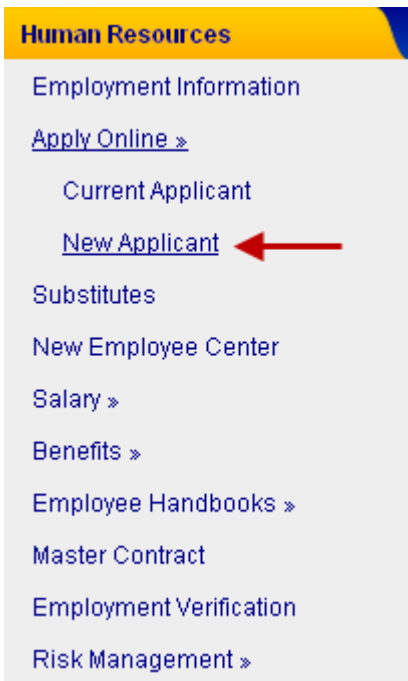 Human Resources
Employment Information
Apply Online »
Current Applicant
New Applicant
Substitutes
New Employee Center
Salary »
Benefits »
Employee Handbooks »
Master Contract
Employment Verification
Risk Management »